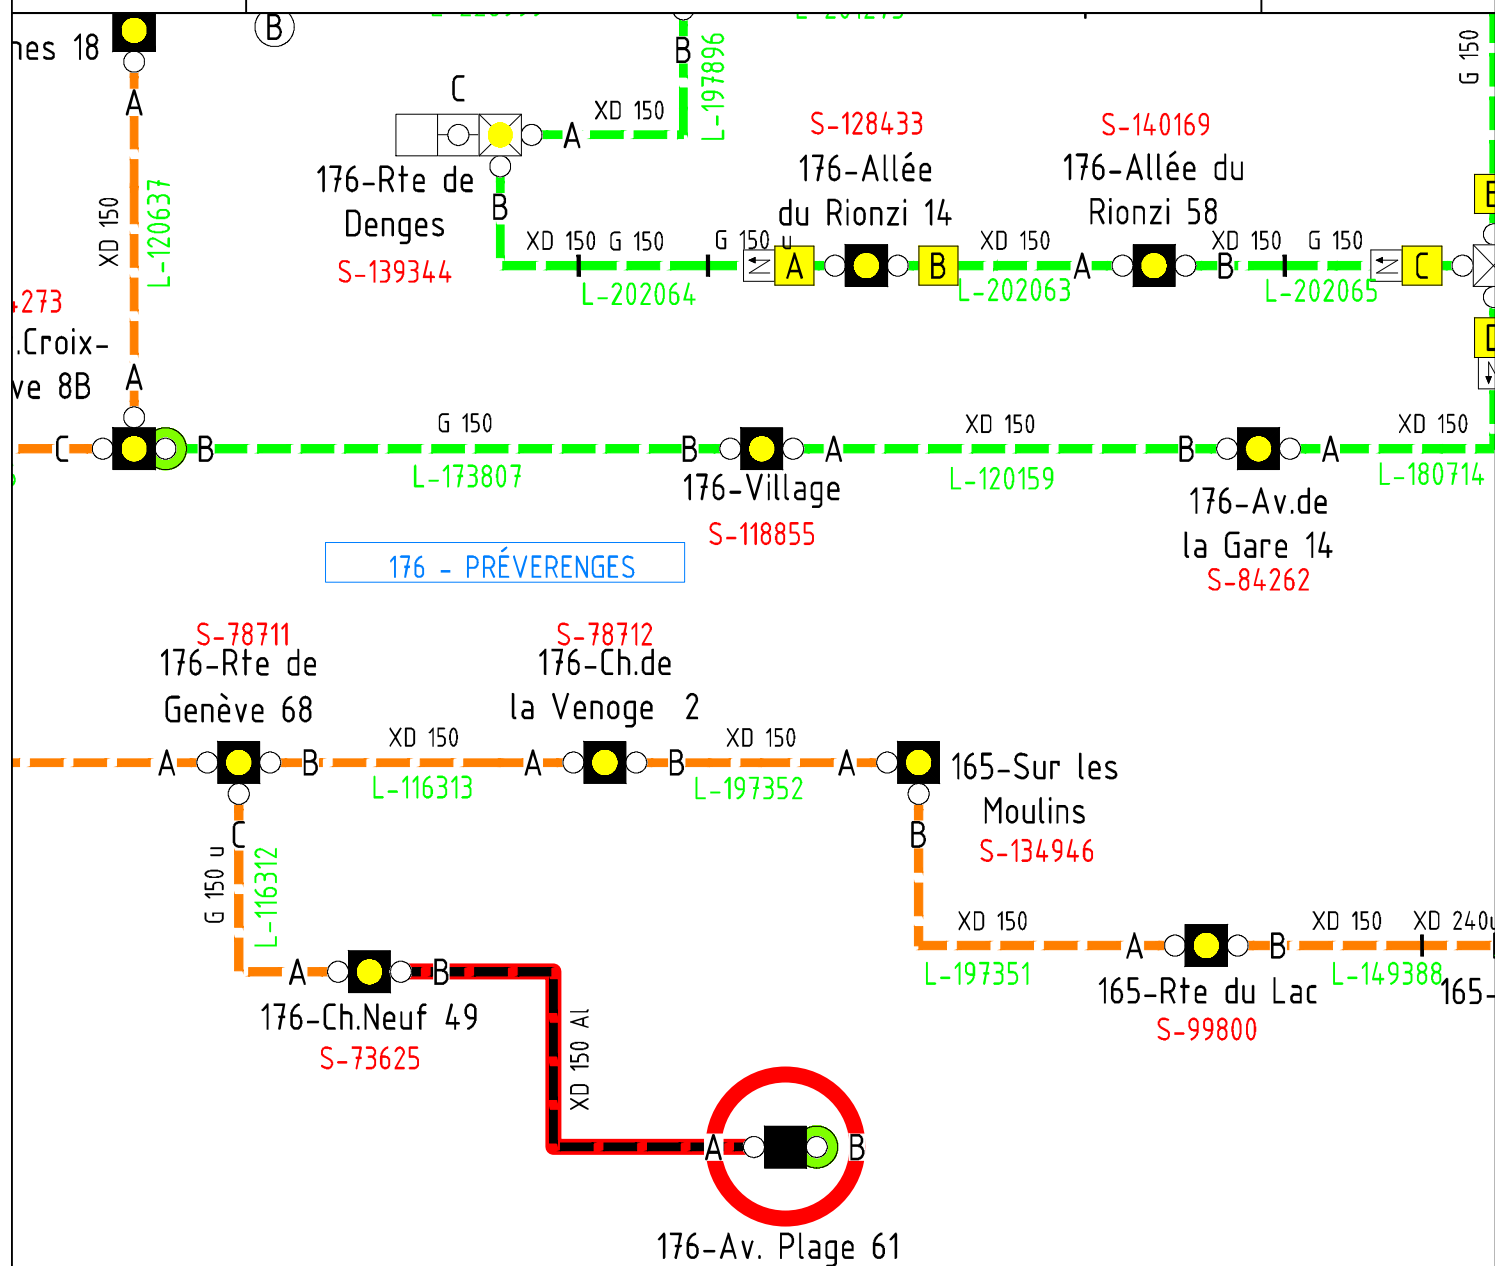 B
nes 18
A
B
L-197896
G 150
C
XD 150
A
XD 150
L-120637
176-Rte de
Denges
S-139344
B
S-128433
176-Allée
du Rionzi 14
S-140169
176-Allée du
Rionzi 58
XD 150
G 150
G 150 u
N
A
B
XD 150
A
XD 150
B
G 150
N
C
L-202064
L-202063
L-202065
4273
.Croix-
ve 8B
A
N
C
B
G 150
L-173807
B
A
XD 150
L-120159
B
A
XD 150
L-180714
176-Village
S-118855
176-Av.de
la Gare 14
S-84262
176 - PRÉVERENGES
S-78711
176-Rte de
Genève 68
S-78712
176-Ch.de
la Venoge 2
A
B
XD 150
L-116313
A
B
XD 150
L-197352
A
165-Sur les
Moulins
S-134946
C
G 150 u
L-116312
B
XD 150
L-197351
A
B
XD 150
XD 240u
L-149388
165-Rte du Lac
S-99800
165-
A
B
176-Ch.Neuf 49
S-73625
XD 150 Al
A
B
176-Av. Plage 61